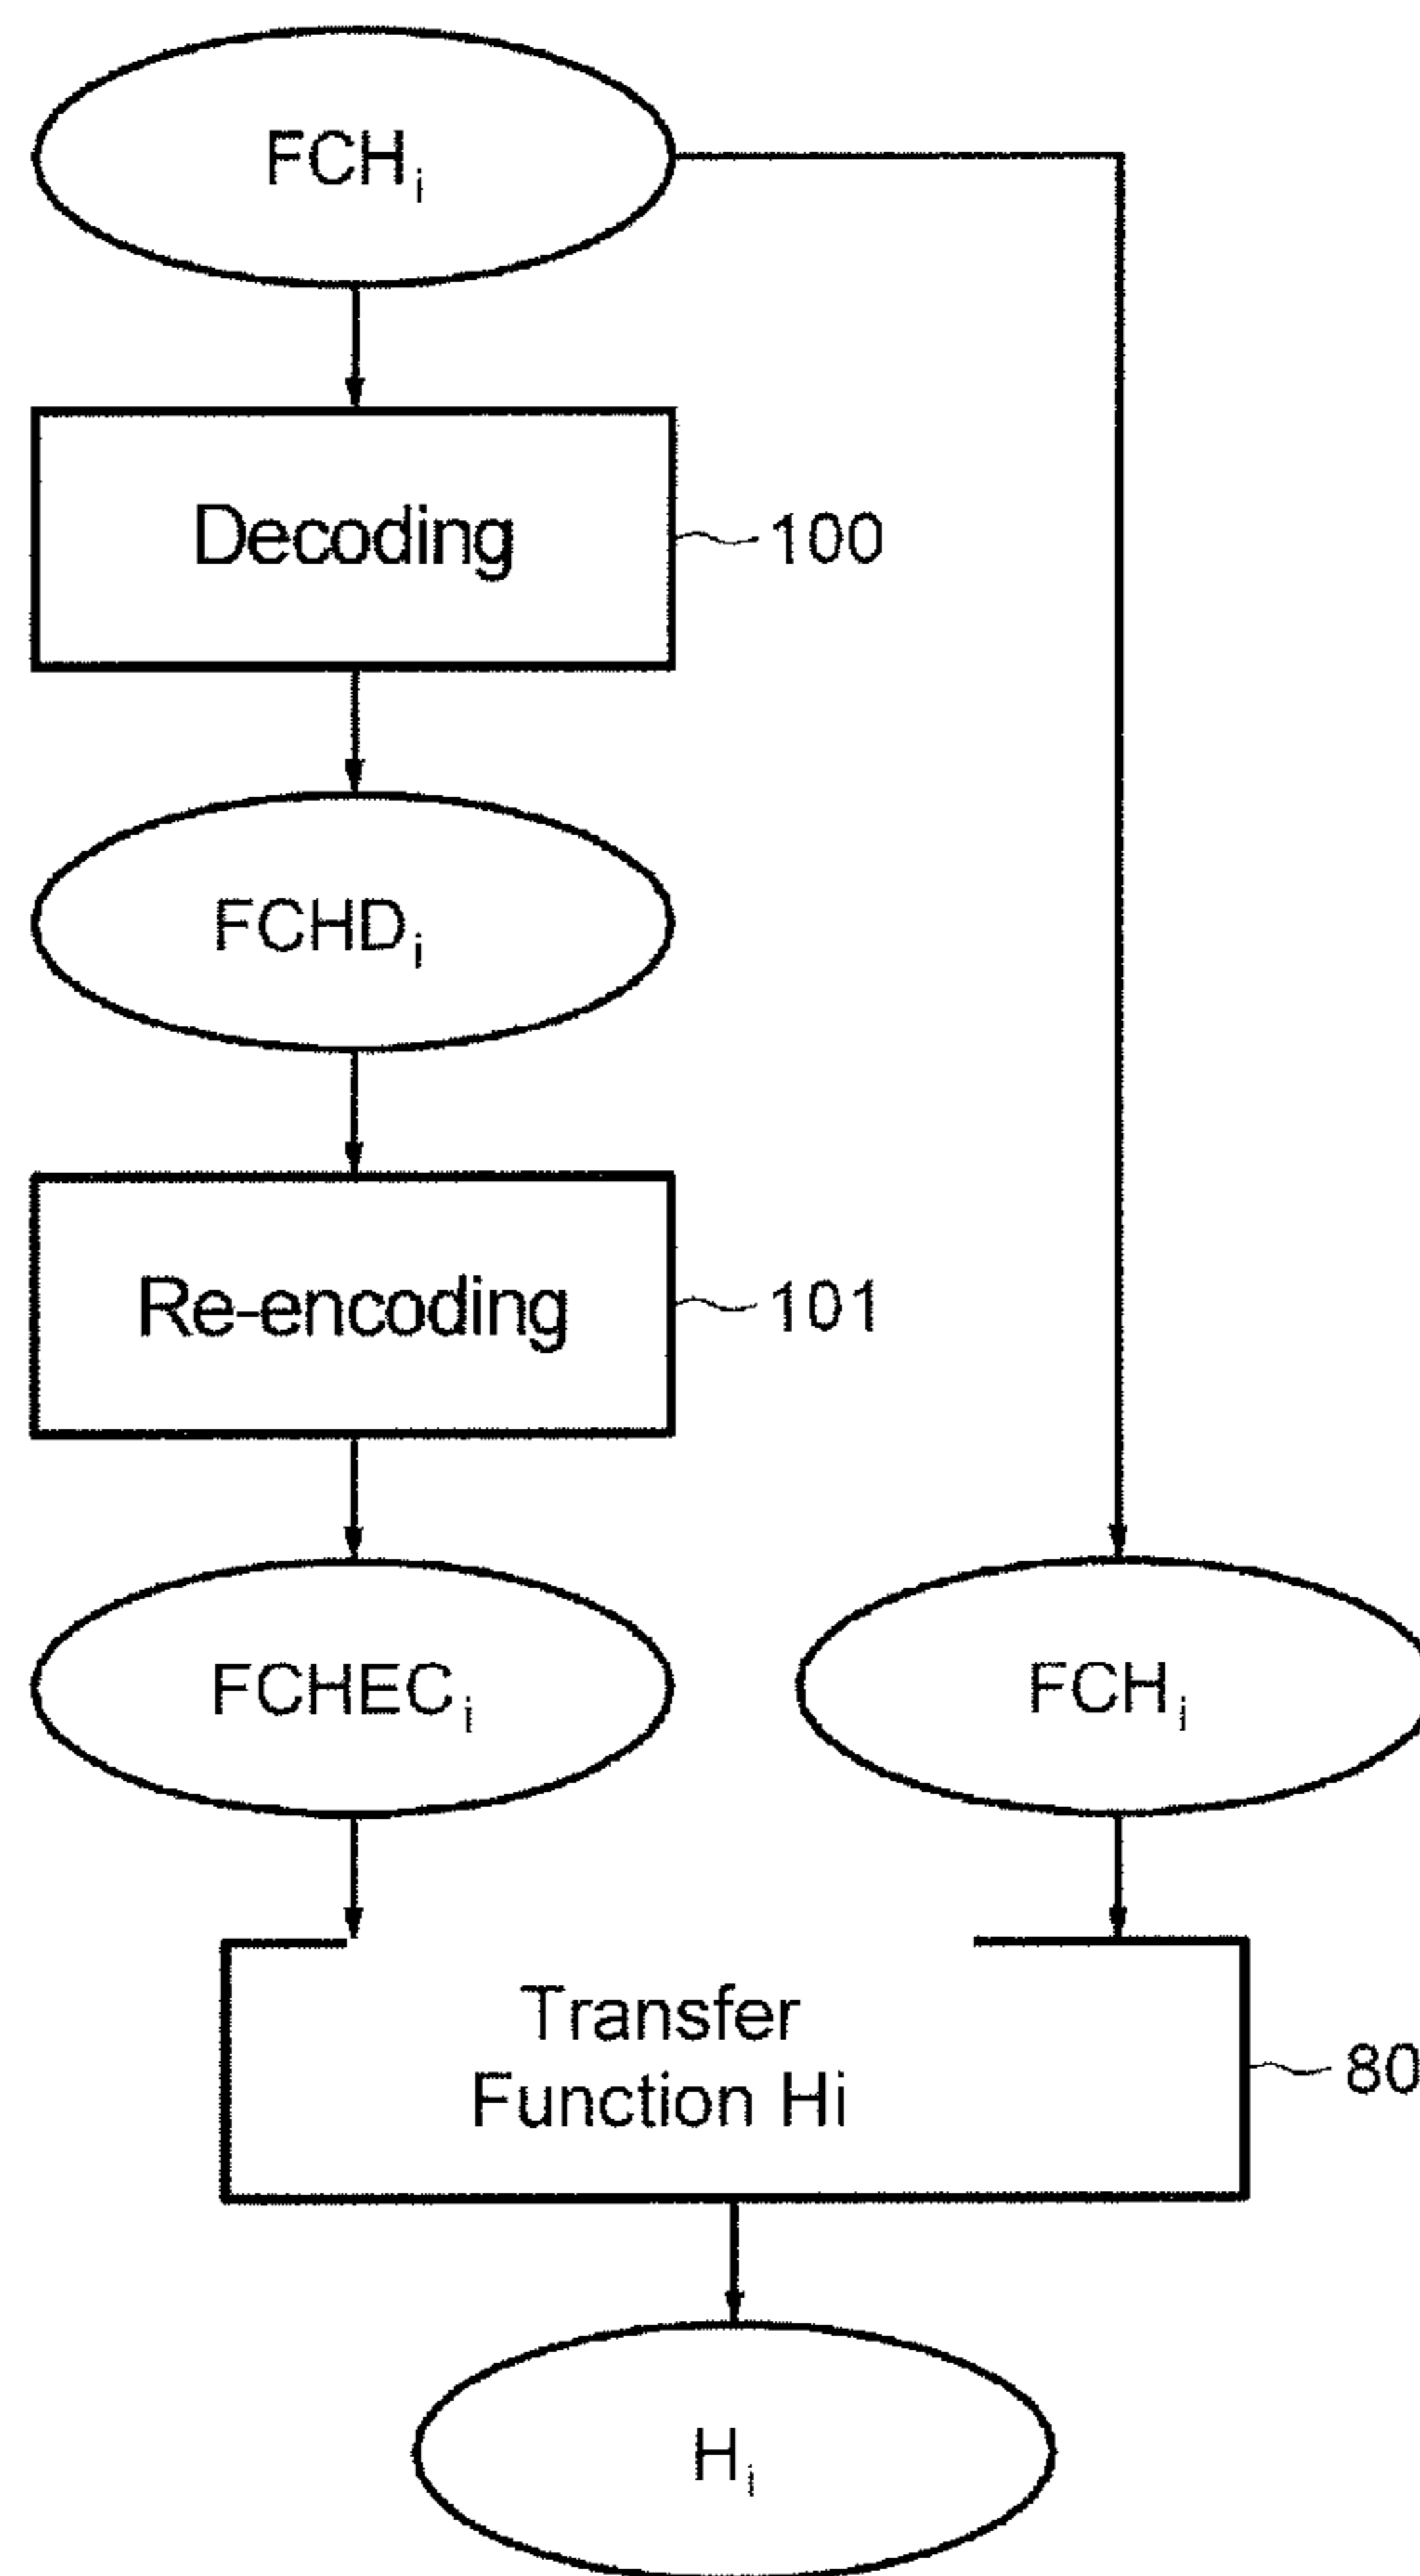 FCHi
Decoding
100
FCHDi
Re-encoding
101
FCHECi
FCHi
Transfer
Function Hi
80
Hi